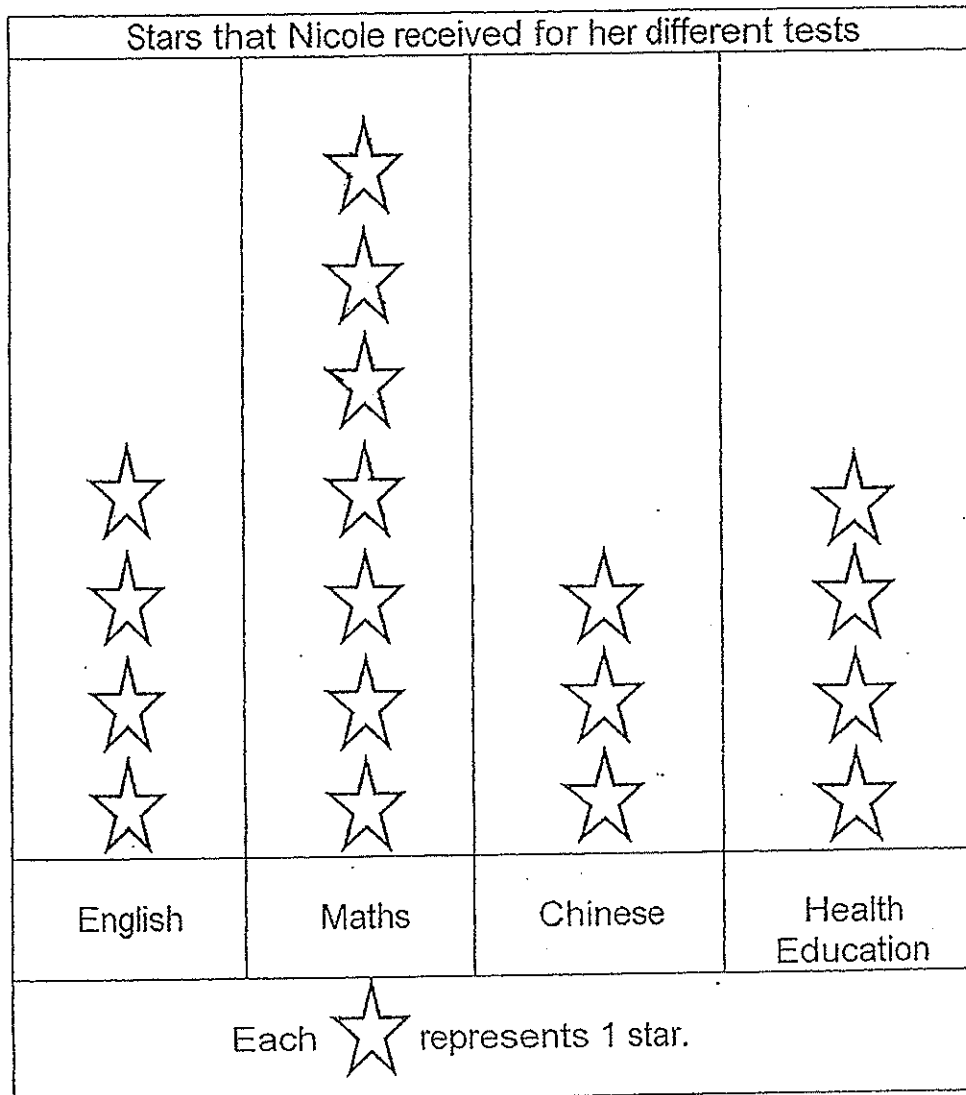 Stars that Nicole received for her different tests
English
Maths
Chinese
Health
Education
Each represents 1 star.